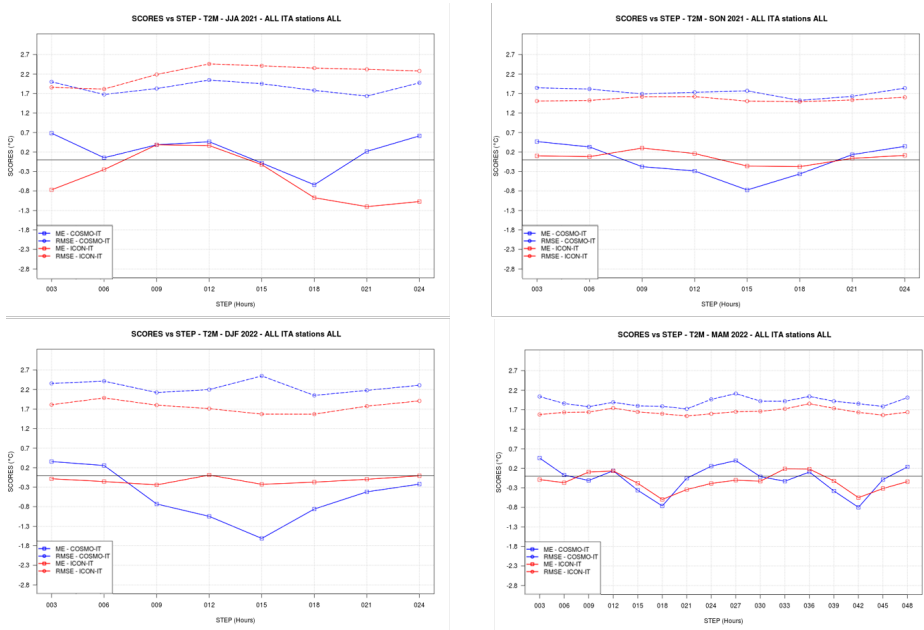 SCORES vs STEP - T2M - JJA 2021 - ALL ITA stations ALL
SCORES (°C)
2.7
2.2
1.7
1.2
0.7
0.2
-0.3
-0.8
-1.3
-1.8
-2.3
-2.8
ME - COSMO-IT
RMSE - COSMO-IT
ME - ICON-IT
RMSE - ICON-IT
003 006 009 012 015 018 021 024
STEP (Hours)
SCORES vs STEP - T2M - SON 2021 - ALL ITA stations ALL
SCORES (°C)
2.7
2.2
1.7
1.2
0.7
0.2
-0.3
-0.8
-1.3
-1.8
-2.3
-2.8
ME - COSMO-IT
RMSE - COSMO-IT
ME - ICON-IT
RMSE - ICON-IT
003 006 009 012 015 018 021 024
STEP (Hours)
SCORES vs STEP - T2M - DJF 2022 - ALL ITA stations ALL
SCORES (°C)
2.7
2.2
1.7
1.2
0.7
0.2
-0.3
-0.8
-1.3
-1.8
-2.3
-2.8
ME - COSMO-IT
RMSE - COSMO-IT
ME - ICON-IT
RMSE - ICON-IT
003 006 009 012 015 018 021 024
STEP (Hours)
SCORES vs STEP - T2M - MAM 2022 - ALL ITA stations ALL
SCORES (°C)
2.7
2.2
1.7
1.2
0.7
0.2
-0.3
-0.8
-1.3
-1.8
-2.3
-2.8
ME - COSMO-IT
RMSE - COSMO-IT
ME - ICON-IT
RMSE - ICON-IT
003 006 009 012 015 018 021 024 027 030 033 036 039 042 045 048
STEP (Hours)